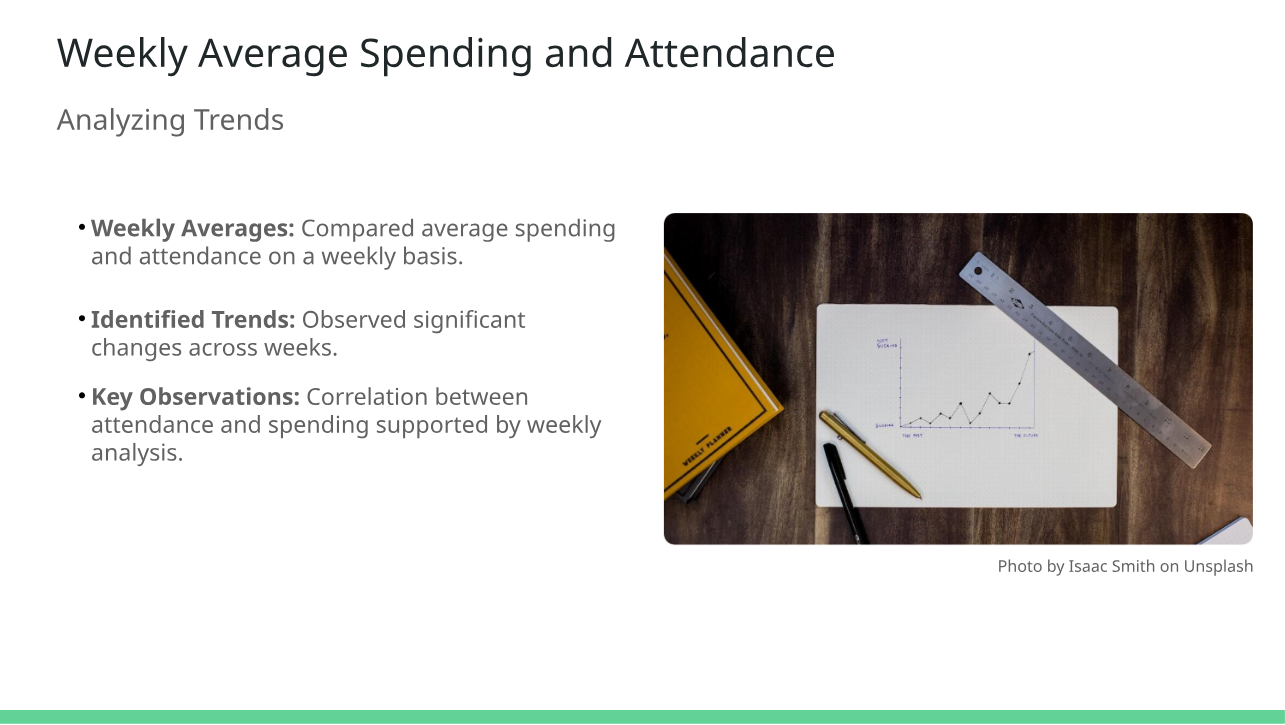 Weekly Average Spending and Attendance
Analyzing Trends
• Weekly Averages: Compared average spending
and attendance on a weekly basis.
• Identified Trends: Observed significant
changes across weeks.
• Key Observations: Correlation between
attendance and spending supported by weekly
analysis.
WEEKLY PLANNER
THE PAST
THE FUTURE
Photo by Isaac Smith on Unsplash